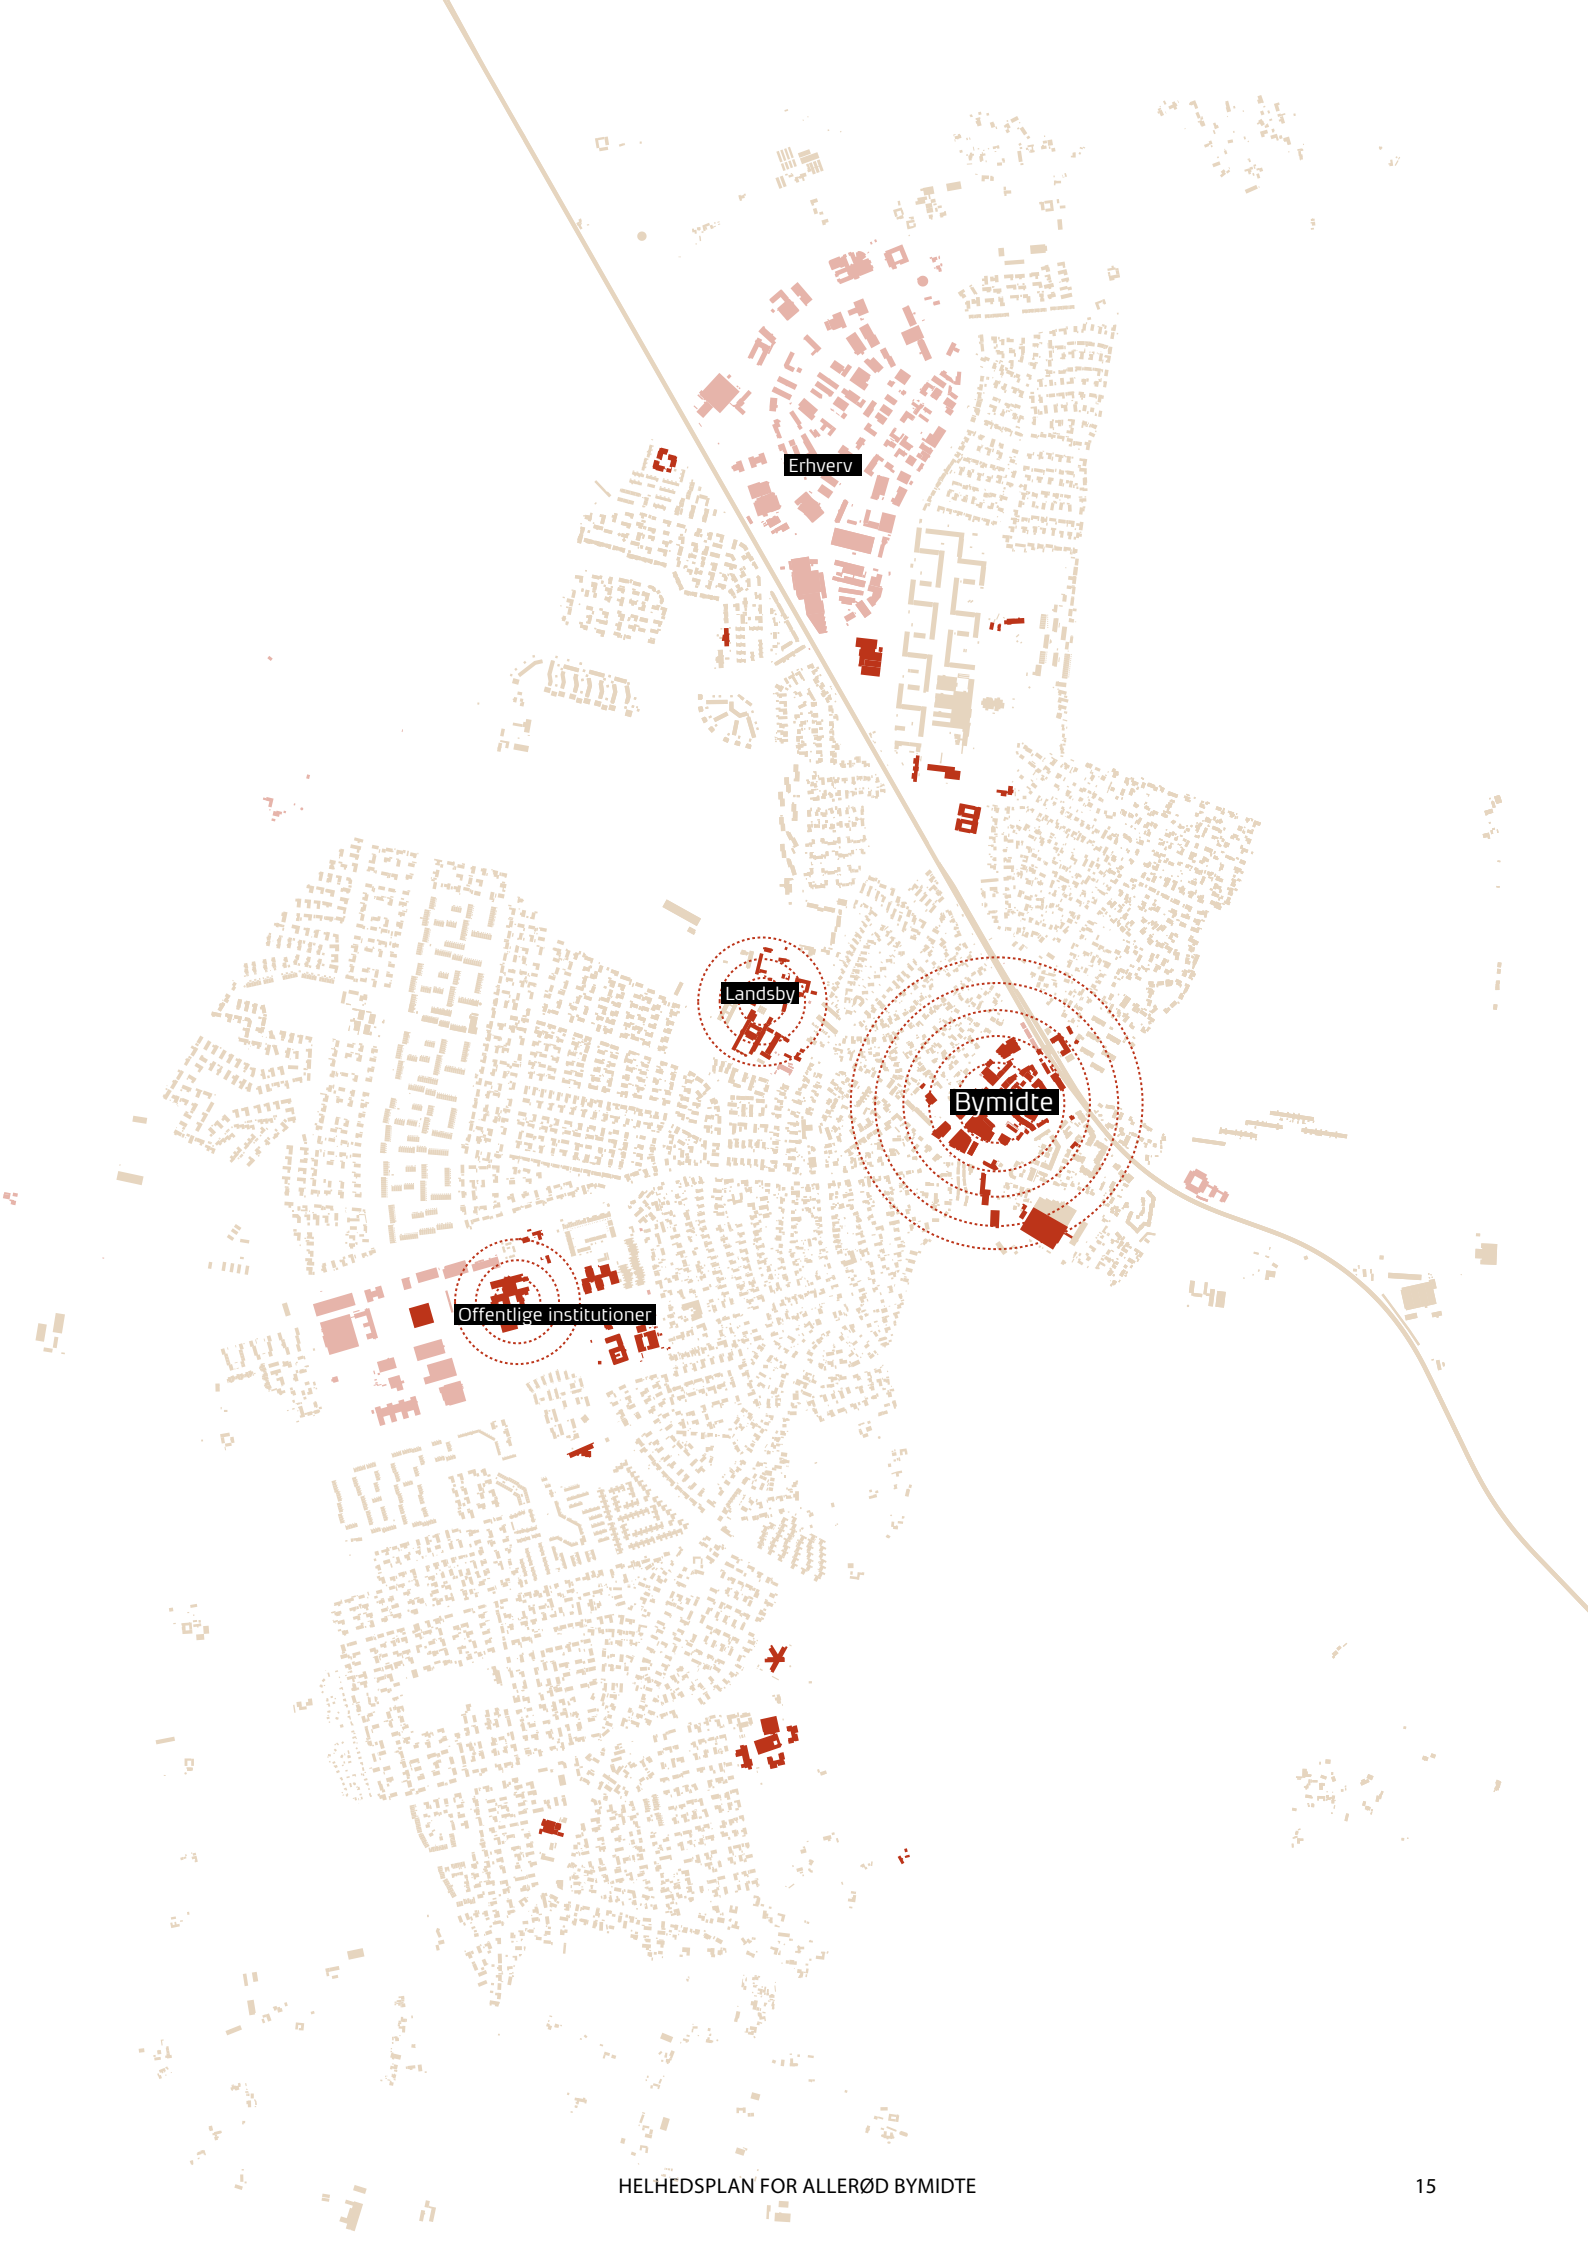 Erhverv
Landsby
Bymidte
Offentlige institutioner
HELHEDSPLAN FOR ALLERØD BYMIDTE
15